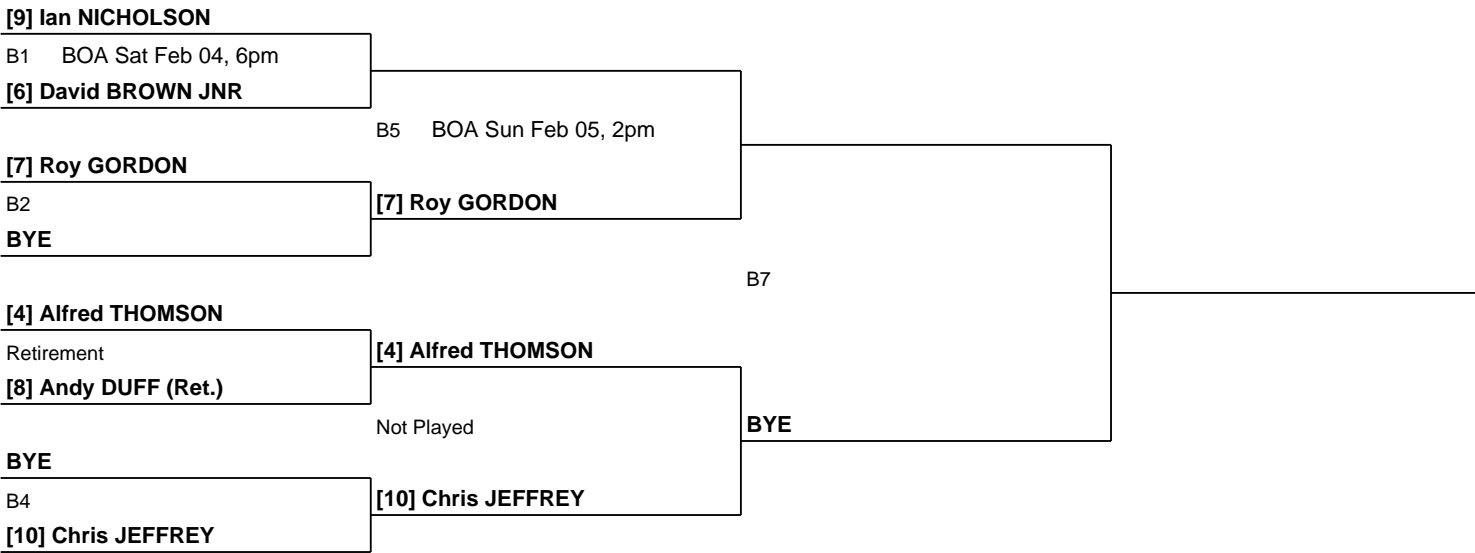 [9] Ian NICHOLSON
B1 BOA Sat Feb 04, 6pm
[6] David BROWN JNR
B5 BOA Sun Feb 05, 2pm
[7] Roy GORDON
B2
[7] Roy GORDON
BYE
B7
[4] Alfred THOMSON
Retirement
[4] Alfred THOMSON
[8] Andy DUFF (Ret.)
Not Played
BYE
BYE
B4
[10] Chris JEFFREY
[10] Chris JEFFREY